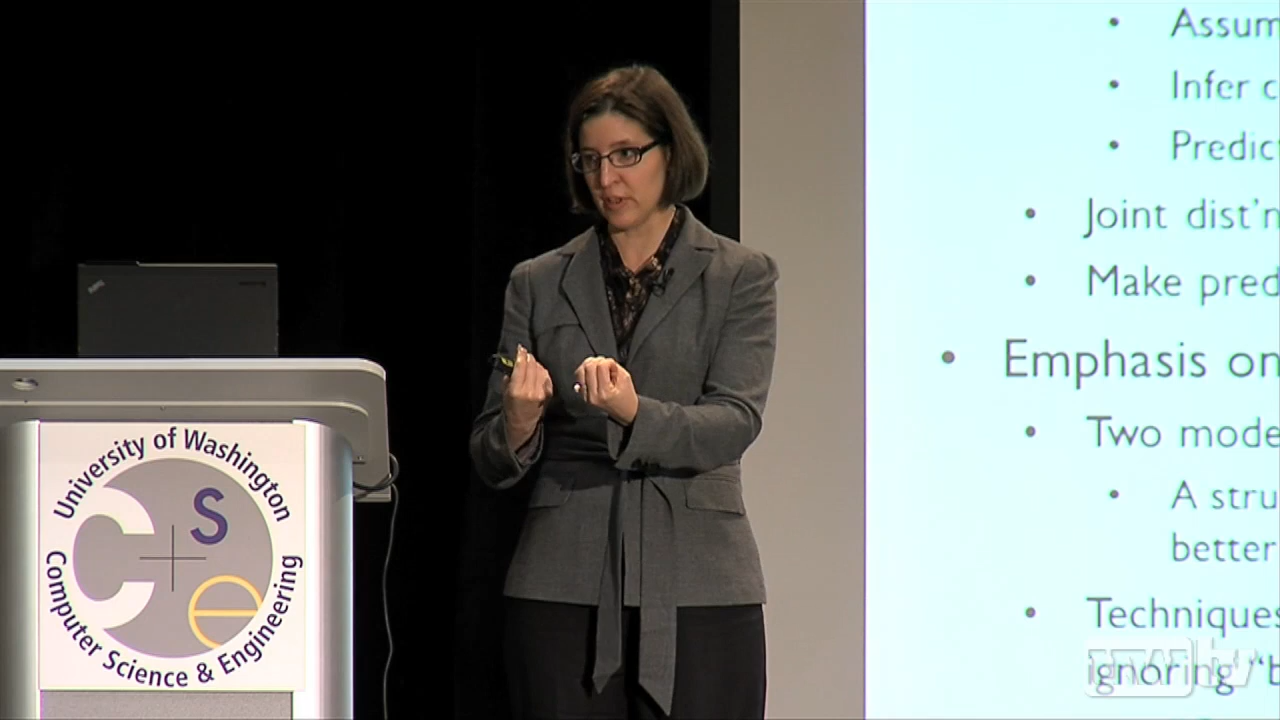 University of Washington
C S e
Computer Science & Engineering
• Assum
• Infer c
• Predic
• Joint dist'n
• Make pred
• Emphasis on
• Two mode
• A stru
better
• Techniques
ignoring "b
uwtv